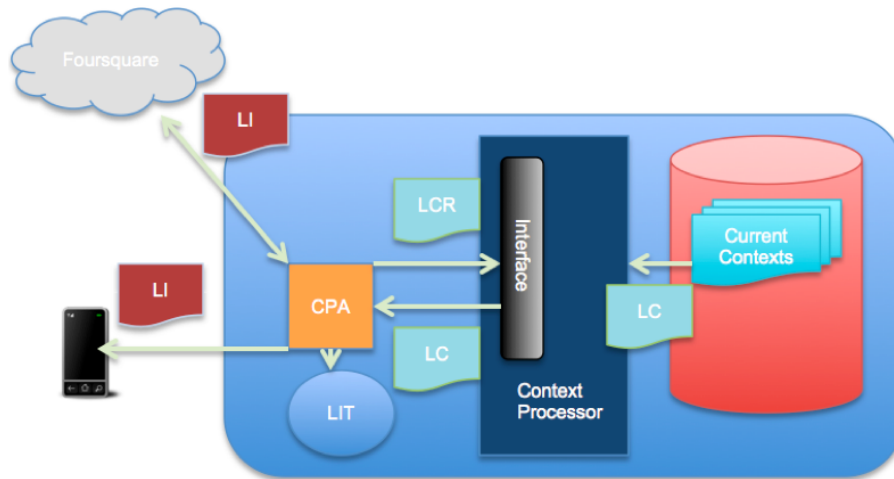 Foursquare
LI
LCR
Interface
Current
Contexts
LI
CPA
LC
LC
LIT
Context
Processor